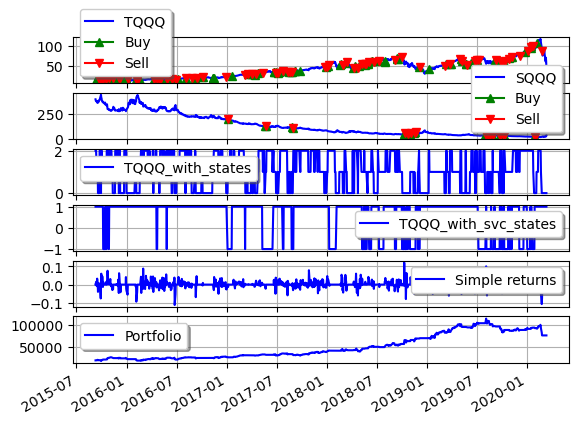 TQQQ
Buy
Sell
100
50
SQQQ
Buy
Sell
250
0
2
0
TQQQ_with_states
1
0
−1
TQQQ_with_svc_states
0.1
0.0
−0.1
Simple returns
100000
50000
Portfolio
2015-07
2016-01
2016-07
2017-01
2017-07
2018-01
2018-07
2019-01
2019-07
2020-01